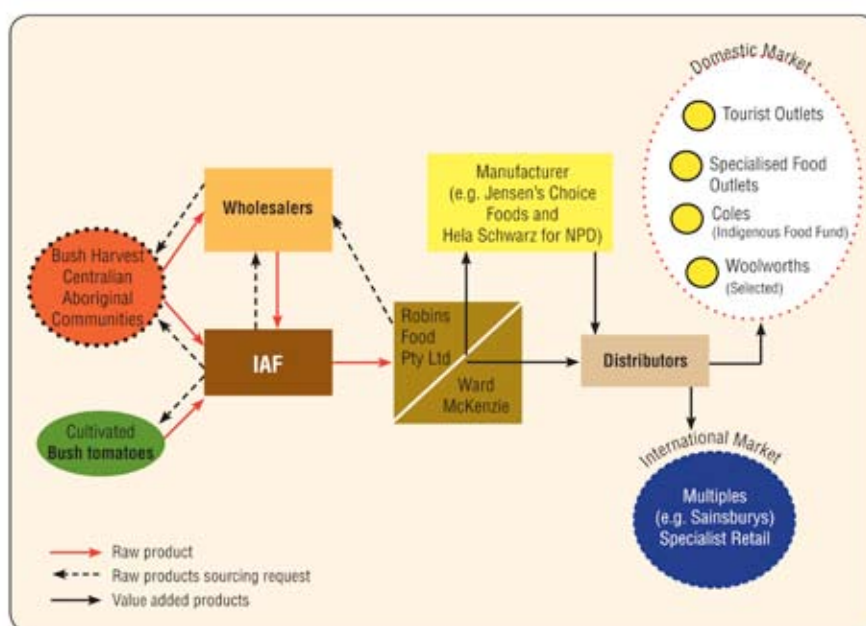 Domestic Market
Tourist Outlets
Specialised Food
Outlets
Coles
(Indigenous Food Fund)
Woolworths
(Selected)
Manufacturer
(e.g. Jensen's Choice
Foods and
Hela Schwarz for NPD)
Wholesalers
Bush Harvest
Centralian
Aboriginal
Communities
IAF
Robins
Food
Pty Ltd
Ward
McKenzie
Distributors
Cultivated
Bush tomatoes
International Market
Multiples
(e.g. Sainsburys)
Specialist Retail
Raw product
Raw products sourcing request
Value added products